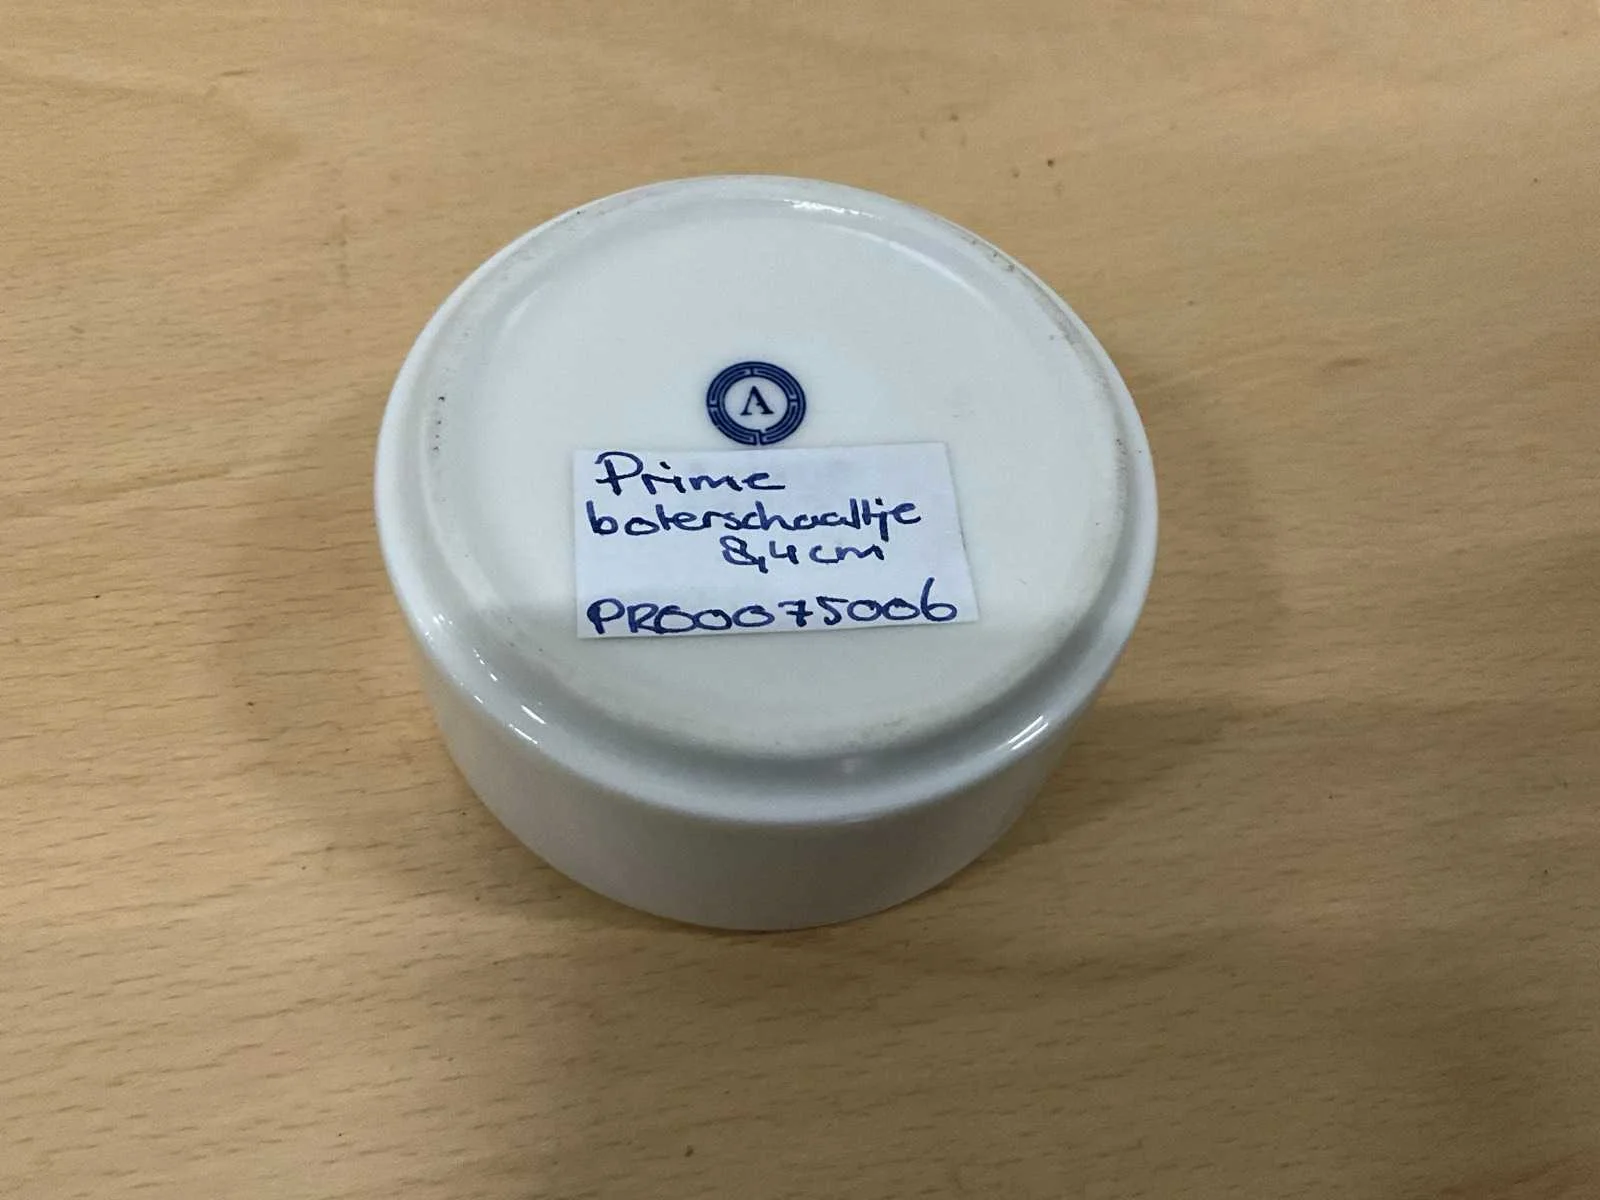 A
Prime
boterschaaltje
8,4 cm
PR00075006